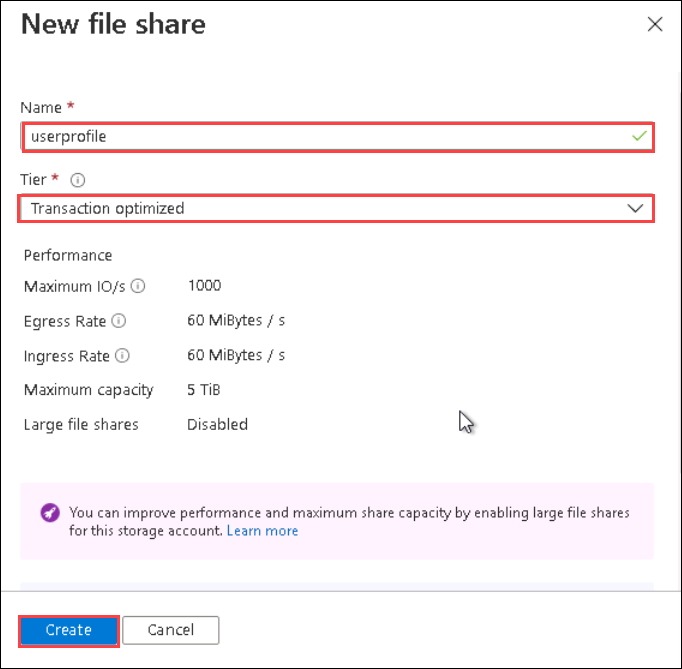 New file share
Name *
userprofile
Tier *
Transaction optimized
Performance
Maximum IO/s 1000
Egress Rate 60 MiBytes / s
Ingress Rate 60 MiBytes / s
Maximum capacity 5 TiB
Large file shares Disabled
You can improve performance and maximum share capacity by enabling large file shares
for this storage account. Learn more
Create Cancel